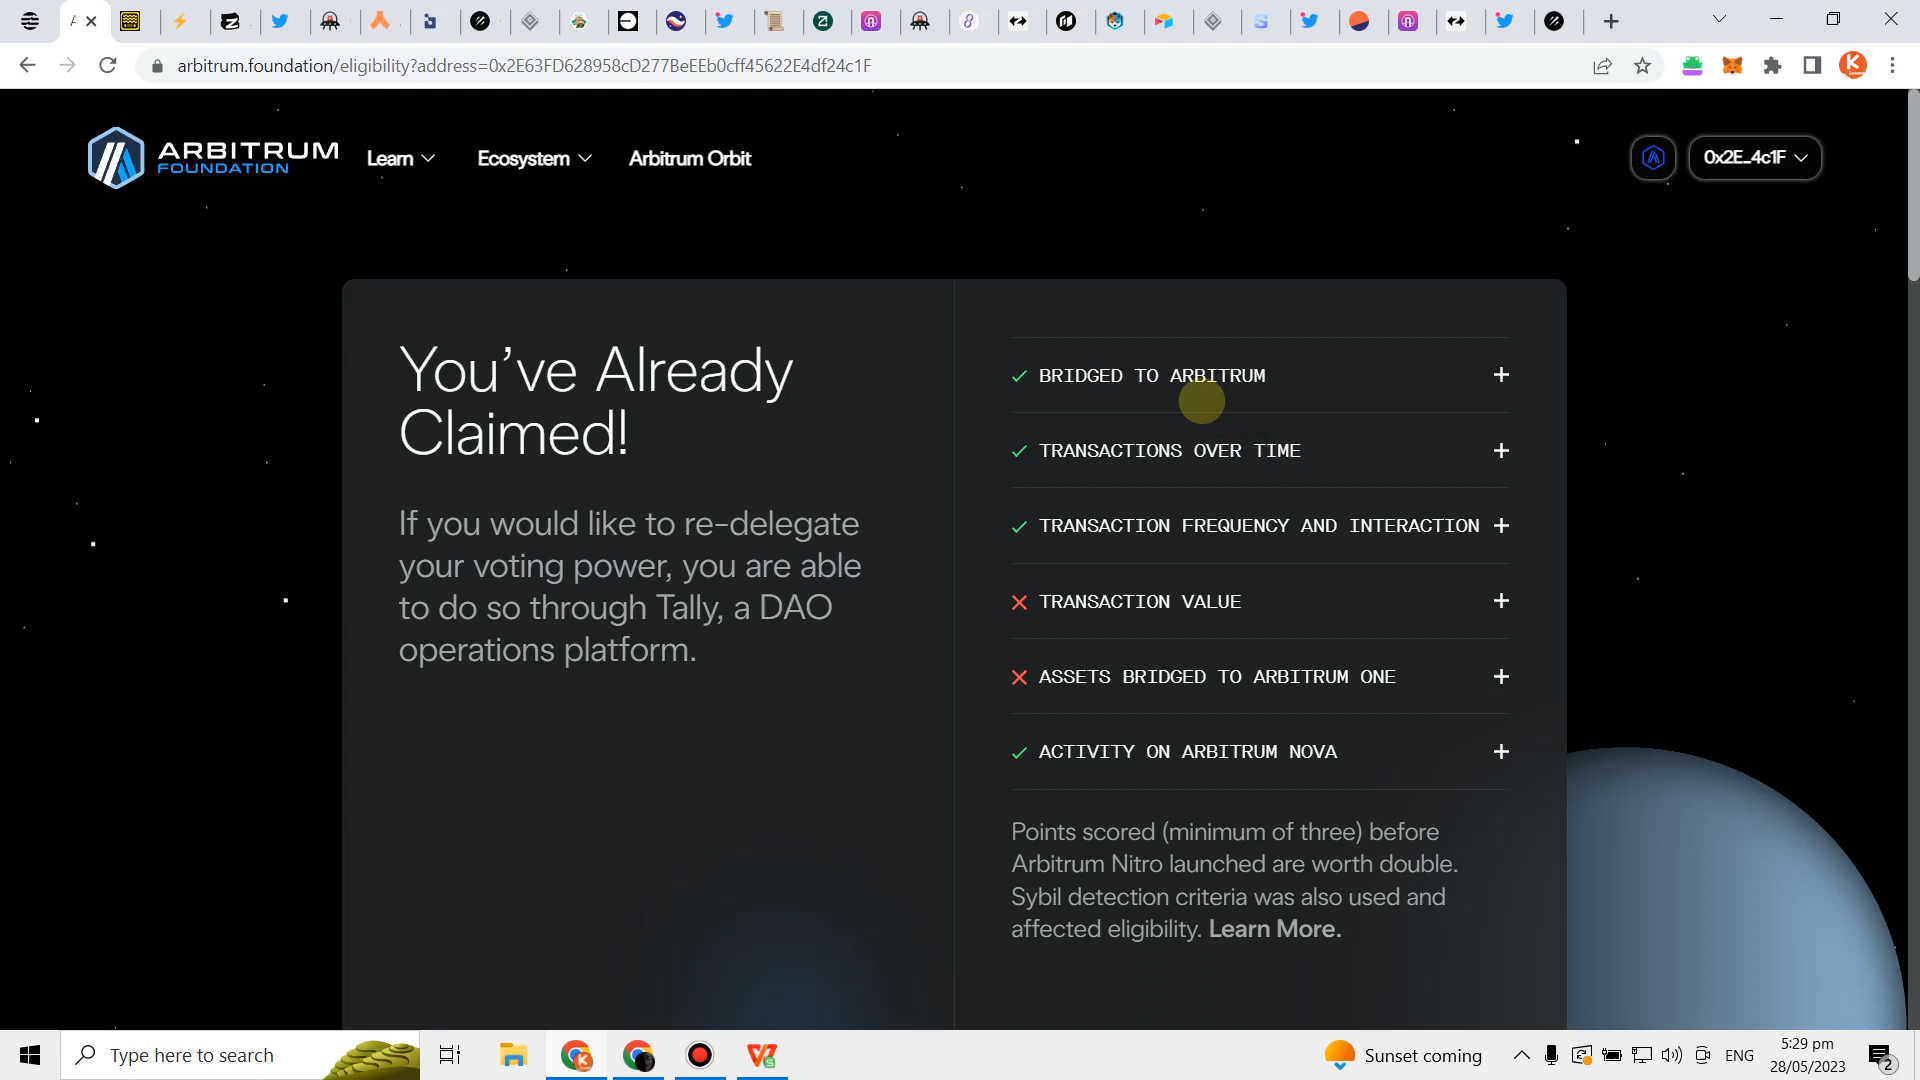 arbitrum.foundation/eligibility?address=0x2E63FD628958cD277BeEEb0cff45622E4df24c1F
ARBITRUM
FOUNDATION
Learn
Ecosystem
Arbitrum Orbit
0x2E...4c1F
You've Already
Claimed!
If you would like to re-delegate
your voting power, you are able
to do so through Tally, a DAO
operations platform.
BRIDGED TO ARBITRUM
TRANSACTIONS OVER TIME
TRANSACTION FREQUENCY AND INTERACTION
TRANSACTION VALUE
ASSETS BRIDGED TO ARBITRUM ONE
ACTIVITY ON ARBITRUM NOVA
Points scored (minimum of three) before
Arbitrum Nitro launched are worth double.
Sybil detection criteria was also used and
affected eligibility. Learn More.
Type here to search
Sunset coming
ENG
5:29 pm
28/05/2023
2